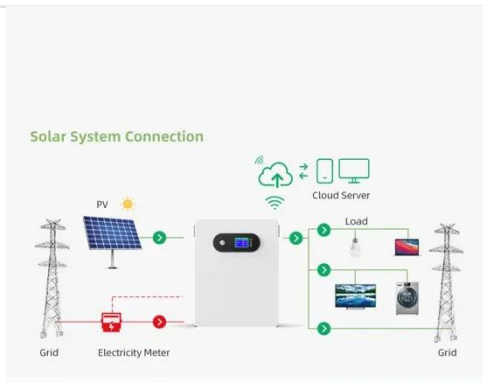 Solar System Connection
PV
Cloud Server
Load
Grid
Electricity Meter
Grid